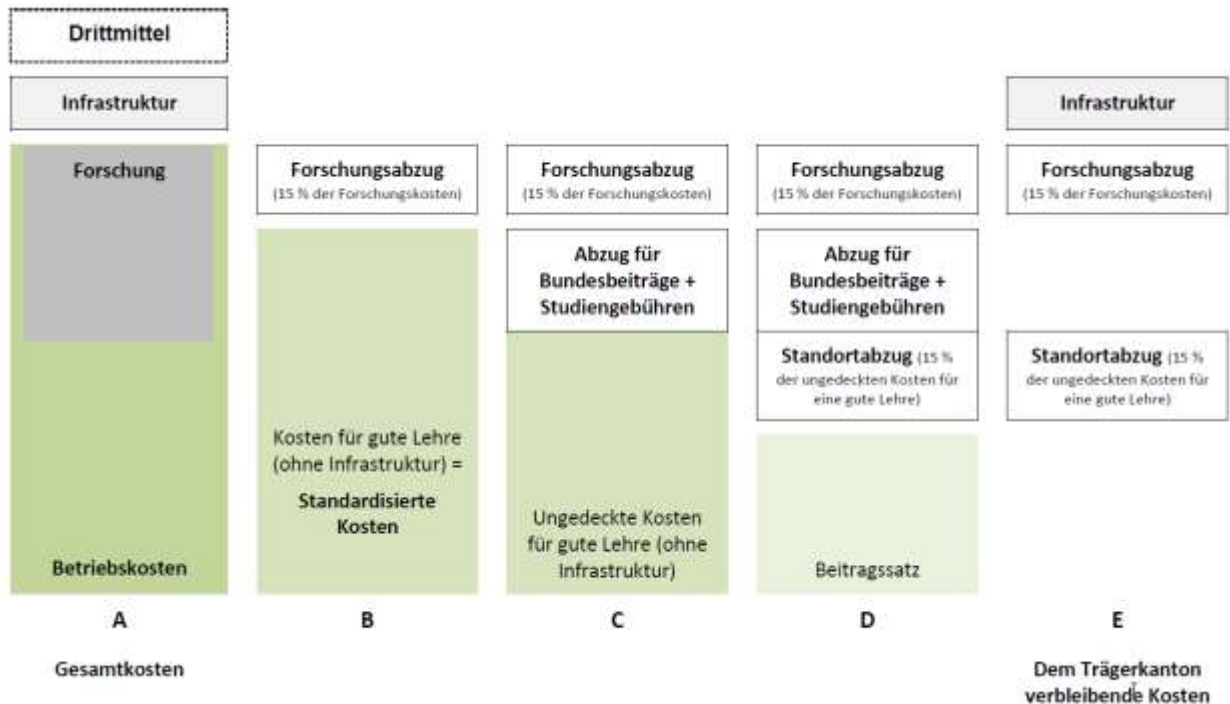 Drittmittel
Infrastruktur
Forschung
Betriebskosten
A
Gesamtkosten
Forschungsabzug
(15 % der Forschungskosten)
Kosten für gute Lehre
(ohne Infrastruktur) =
Standardisierte
Kosten
B
Forschungsabzug
(15 % der Forschungskosten)
Abzug für
Bundesbeiträge +
Studiengebühren
Ungedeckte Kosten
für gute Lehre (ohne
Infrastruktur)
C
Forschungsabzug
(15 % der Forschungskosten)
Abzug für
Bundesbeiträge +
Studiengebühren
Standortabzug (15 %
der ungedeckten Kosten für
eine gute Lehre)
Beitragssatz
D
Infrastruktur
Forschungsabzug
(15 % der Forschungskosten)
Standortabzug (15 %
der ungedeckten Kosten für
eine gute Lehre)
E
Dem Trägerkanton
verbleibende Kosten